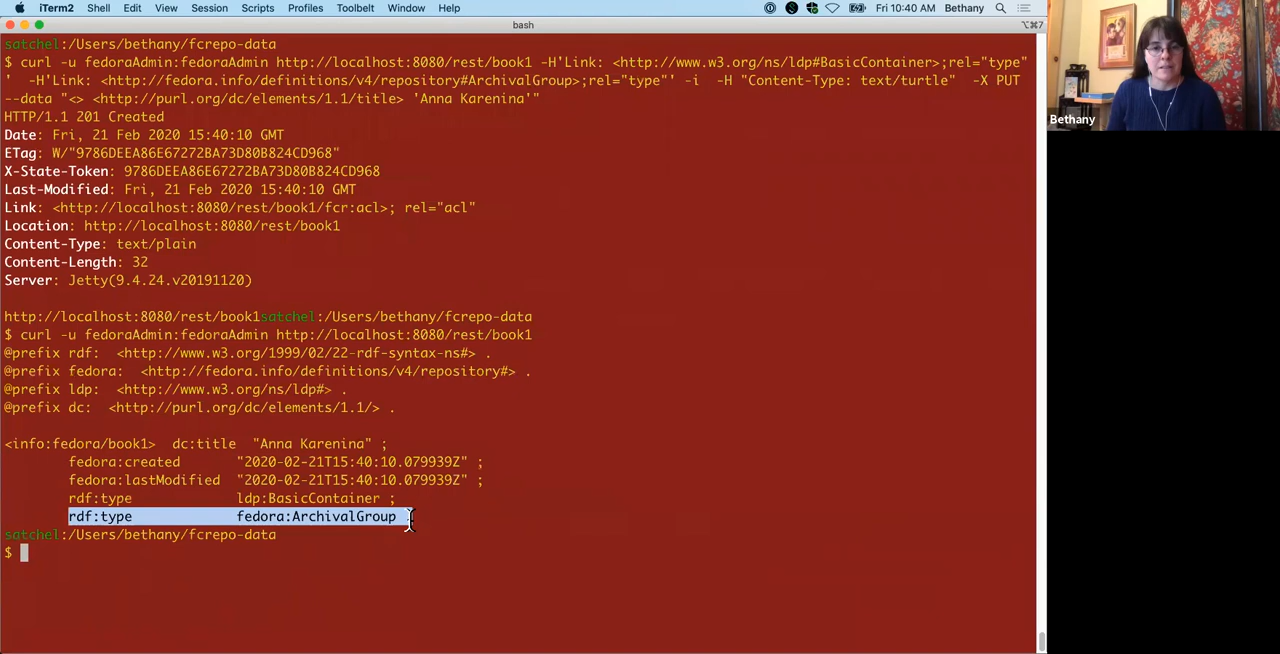 iTerm2 Shell Edit View Session Scripts Profiles Toolbelt Window Help Fri 10:40 AM Bethany
bash ⌥⌘7
satchel:/Users/bethany/fcrepo-data
$ curl -u fedoraAdmin:fedoraAdmin http://localhost:8080/rest/book1 -H'Link: <http://www.w3.org/ns/ldp#BasicContainer>;rel="type"
'  -H'Link: <http://fedora.info/definitions/v4/repository#ArchivalGroup>;rel="type"' -i  -H "Content-Type: text/turtle"  -X PUT
--data "<> <http://purl.org/dc/elements/1.1/title> 'Anna Karenina'"
HTTP/1.1 201 Created
Date: Fri, 21 Feb 2020 15:40:10 GMT
ETag: W/"9786DEEA86E67272BA73D80B824CD968"
X-State-Token: 9786DEEA86E67272BA73D80B824CD968
Last-Modified: Fri, 21 Feb 2020 15:40:10 GMT
Link: <http://localhost:8080/rest/book1/fcr:acl>; rel="acl"
Location: http://localhost:8080/rest/book1
Content-Type: text/plain
Content-Length: 32
Server: Jetty(9.4.24.v20191120)
http://localhost:8080/rest/book1satchel:/Users/bethany/fcrepo-data
$ curl -u fedoraAdmin:fedoraAdmin http://localhost:8080/rest/book1
@prefix rdf:  <http://www.w3.org/1999/02/22-rdf-syntax-ns#> .
@prefix fedora:  <http://fedora.info/definitions/v4/repository#> .
@prefix ldp:  <http://www.w3.org/ns/ldp#> .
@prefix dc:  <http://purl.org/dc/elements/1.1/> .
<info:fedora/book1>  dc:title  "Anna Karenina" ;
fedora:created       "2020-02-21T15:40:10.079939Z" ;
fedora:lastModified  "2020-02-21T15:40:10.079939Z" ;
rdf:type             ldp:BasicContainer ;
rdf:type             fedora:ArchivalGroup
satchel:/Users/bethany/fcrepo-data
$
Bethany